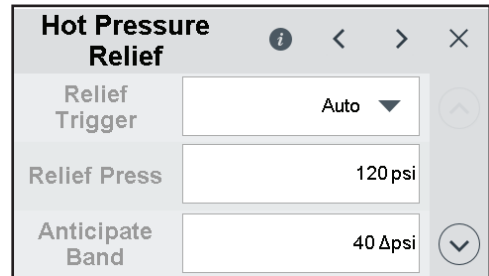 Hot Pressure
Relief
Relief
Trigger
Auto
Relief Press
120 psi
Anticipate
Band
40 Δpsi